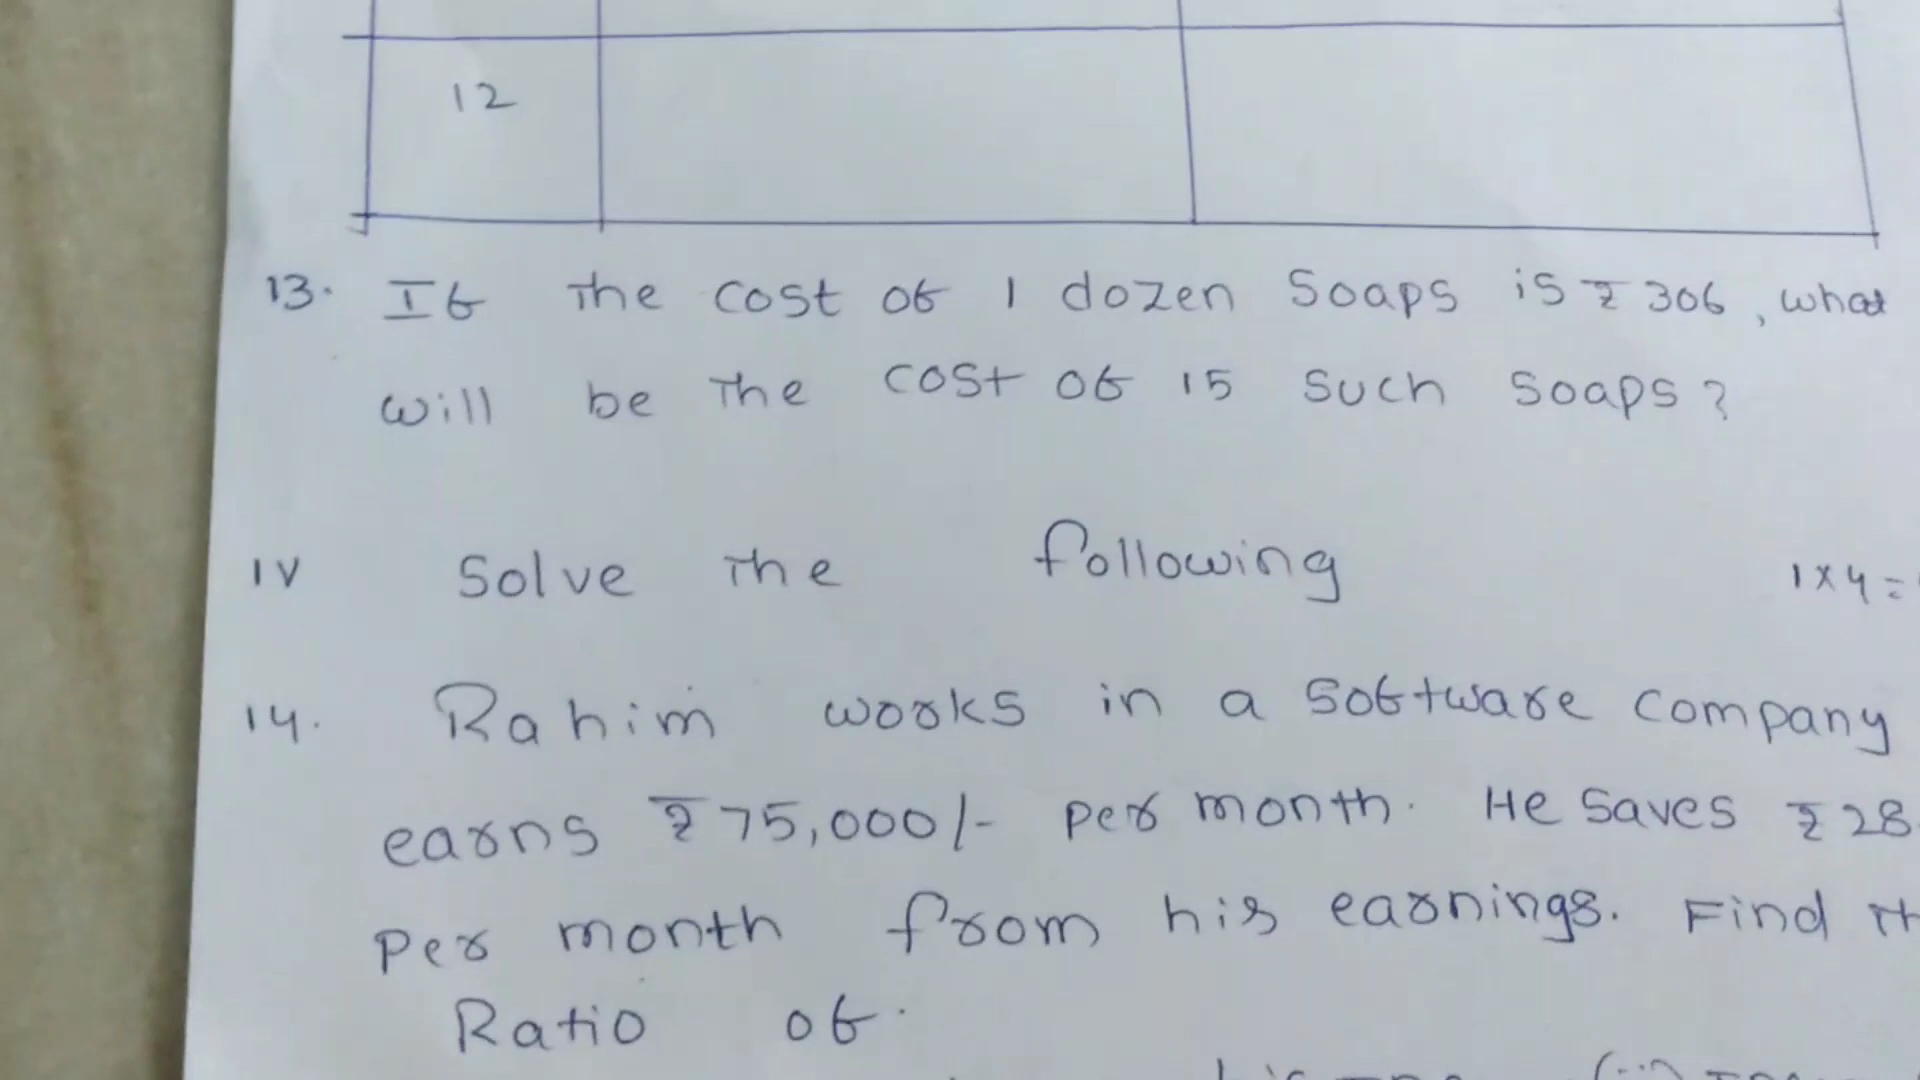 12
13. If the cost of 1 dozen soaps is ₹ 306, what
will be the cost of 15 such soaps?
IV Solve the following 1x4=
14. Rahim works in a software company
earns ₹75,000/- per month. He saves ₹28
per month from his earnings. Find
Ratio of.